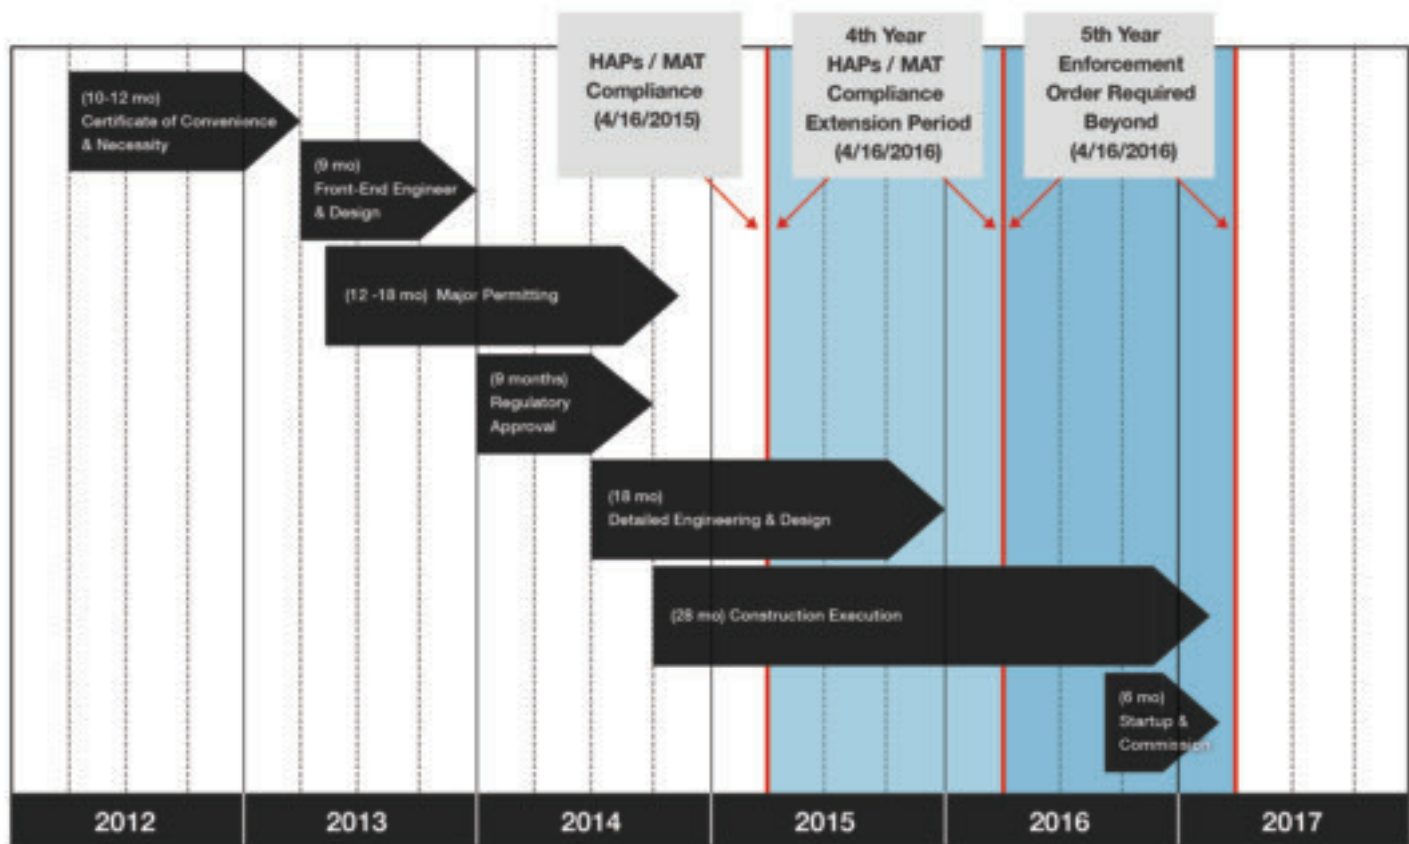 HAPs / MAT
Compliance
(4/16/2015)
4th Year
HAPs / MAT
Compliance
Extension Period
(4/16/2016)
5th Year
Enforcement
Order Required
Beyond
(4/16/2016)
(10-12 mo)
Certificate of Convenience
& Necessity
(9 mo)
Front-End Engineer
& Design
(12 -18 mo) Major Permitting
(9 months)
Regulatory
Approval
(18 mo)
Detailed Engineering & Design
(28 mo) Construction Execution
(6 mo)
Startup &
Commission
2012
2013
2014
2015
2016
2017